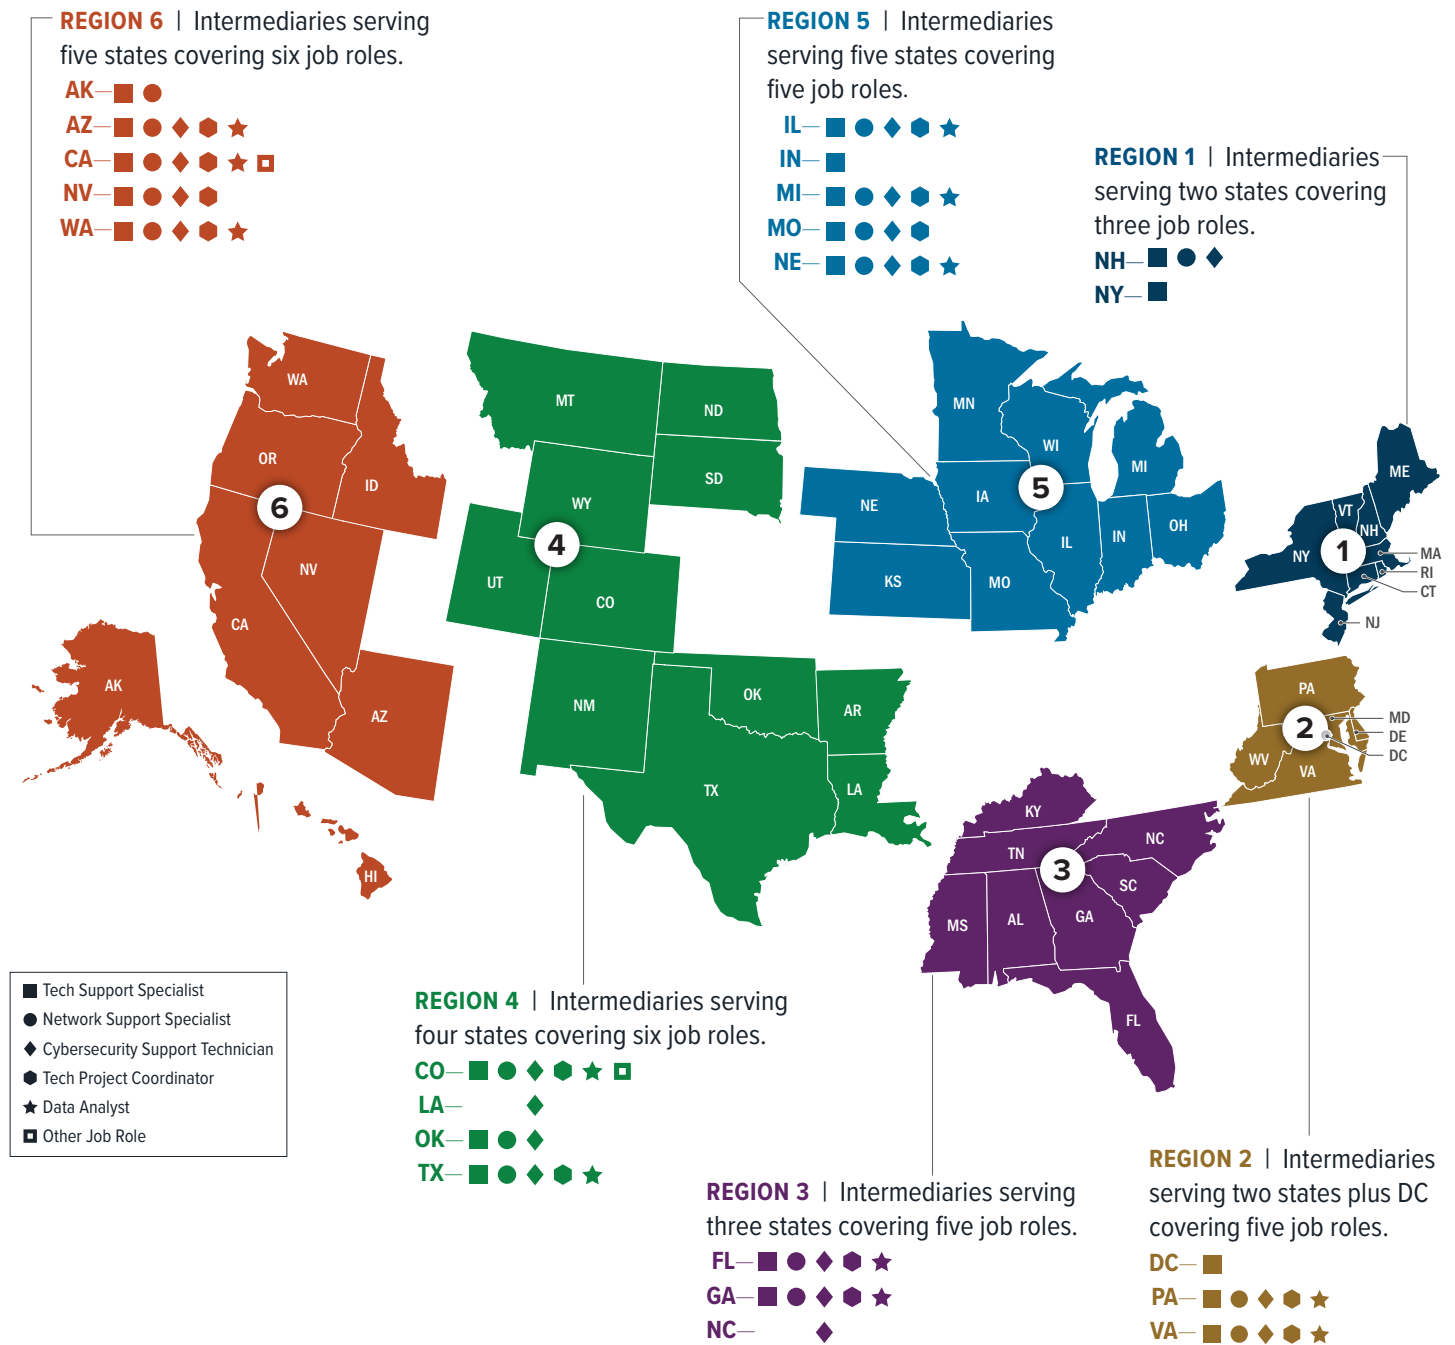 REGION 6 | Intermediaries serving
five states covering six job roles.
AK
AZ
CA
NV
WA
REGION 5 | Intermediaries
serving five states covering
five job roles.
IL
IN
MI
MO
NE
REGION 1 | Intermediaries
serving two states covering
three job roles.
NH
NY
WA
OR
ID
6
NV
CA
AZ
AK
HI
MT
ND
SD
WY
4
UT
CO
NM
OK
AR
TX
LA
MN
WI
MI
IA
5
NE
IL
IN
OH
KS
MO
ME
VT
NH
NY
1
MA
RI
CT
NJ
PA
2
MD
DE
DC
WV
VA
KY
TN
NC
3
SC
MS
AL
GA
FL
Tech Support Specialist
Network Support Specialist
Cybersecurity Support Technician
Tech Project Coordinator
Data Analyst
Other Job Role
REGION 4 | Intermediaries serving
four states covering six job roles.
CO
LA
OK
TX
REGION 3 | Intermediaries serving
three states covering five job roles.
FL
GA
NC
REGION 2 | Intermediaries
serving two states plus DC
covering five job roles.
DC
PA
VA